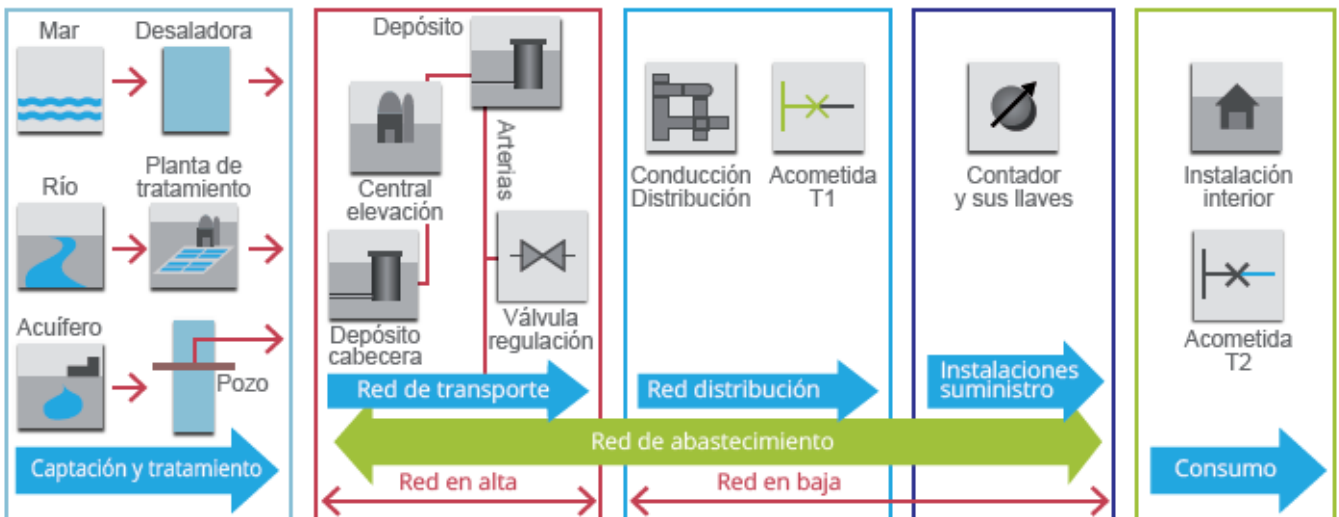 Mar
Desaladora
Río
Planta de
tratamiento
Acuífero
Pozo
Captación y tratamiento
Depósito
Central
elevación
Arterias
Depósito
cabecera
Válvula
regulación
Red de transporte
Conducción
Distribución
Acometida
T1
Red distribución
Contador
y sus llaves
Instalaciones
suministro
Red de abastecimiento
Red en alta
Red en baja
Instalación
interior
Acometida
T2
Consumo